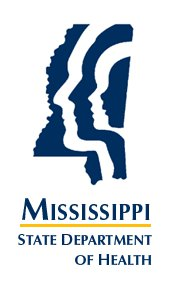 MISSISSIPPI
STATE DEPARTMENT
OF HEALTH